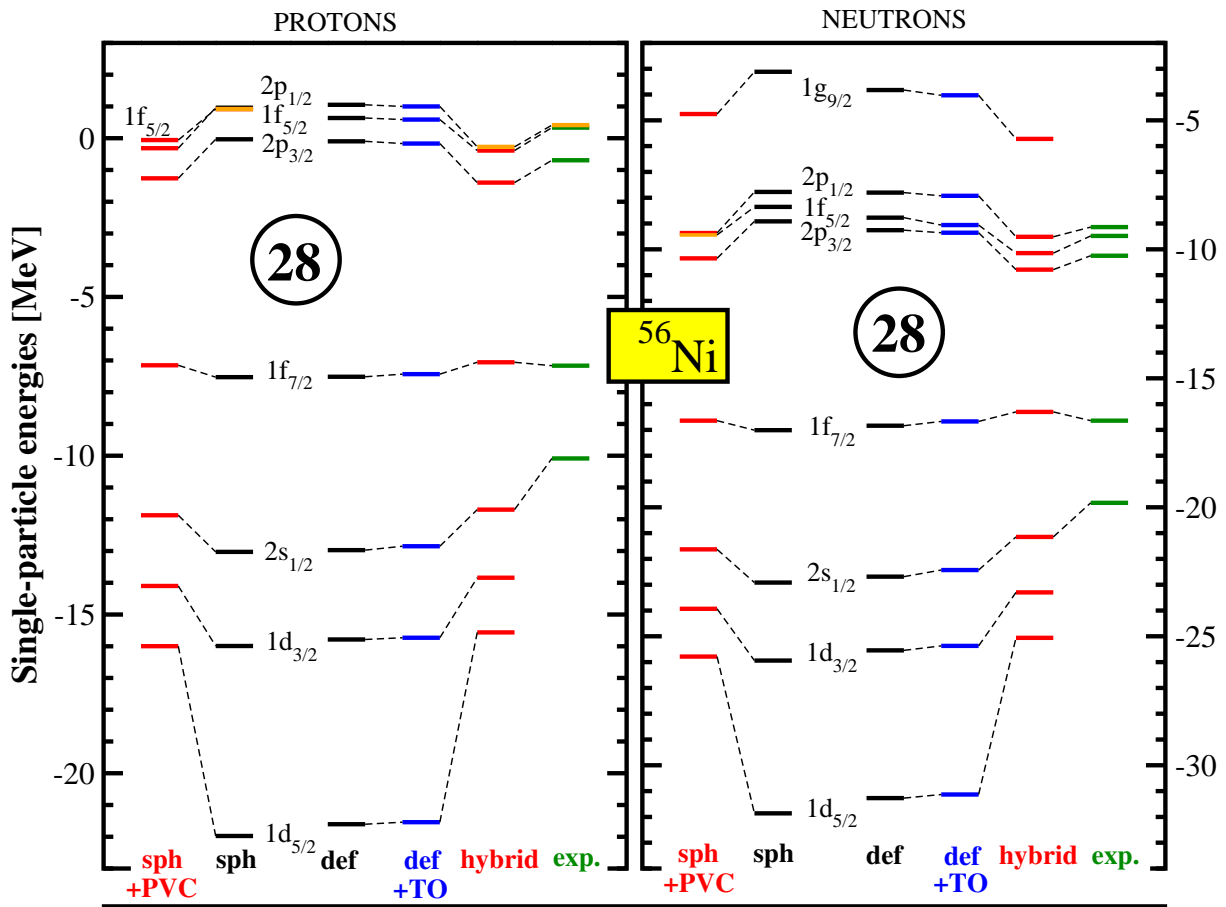 PROTONS
NEUTRONS
Single-particle energies [MeV]
0
-5
-10
-15
-20
1f5/2
2p1/2
1f5/2
2p3/2
28
1f7/2
2s1/2
1d3/2
1d5/2
sph
+PVC
sph
def
def
+TO
hybrid
exp.
56Ni
1g9/2
2p1/2
1f5/2
2p3/2
28
1f7/2
2s1/2
1d3/2
1d5/2
sph
+PVC
sph
def
def
+TO
hybrid
exp.
-5
-10
-15
-20
-25
-30